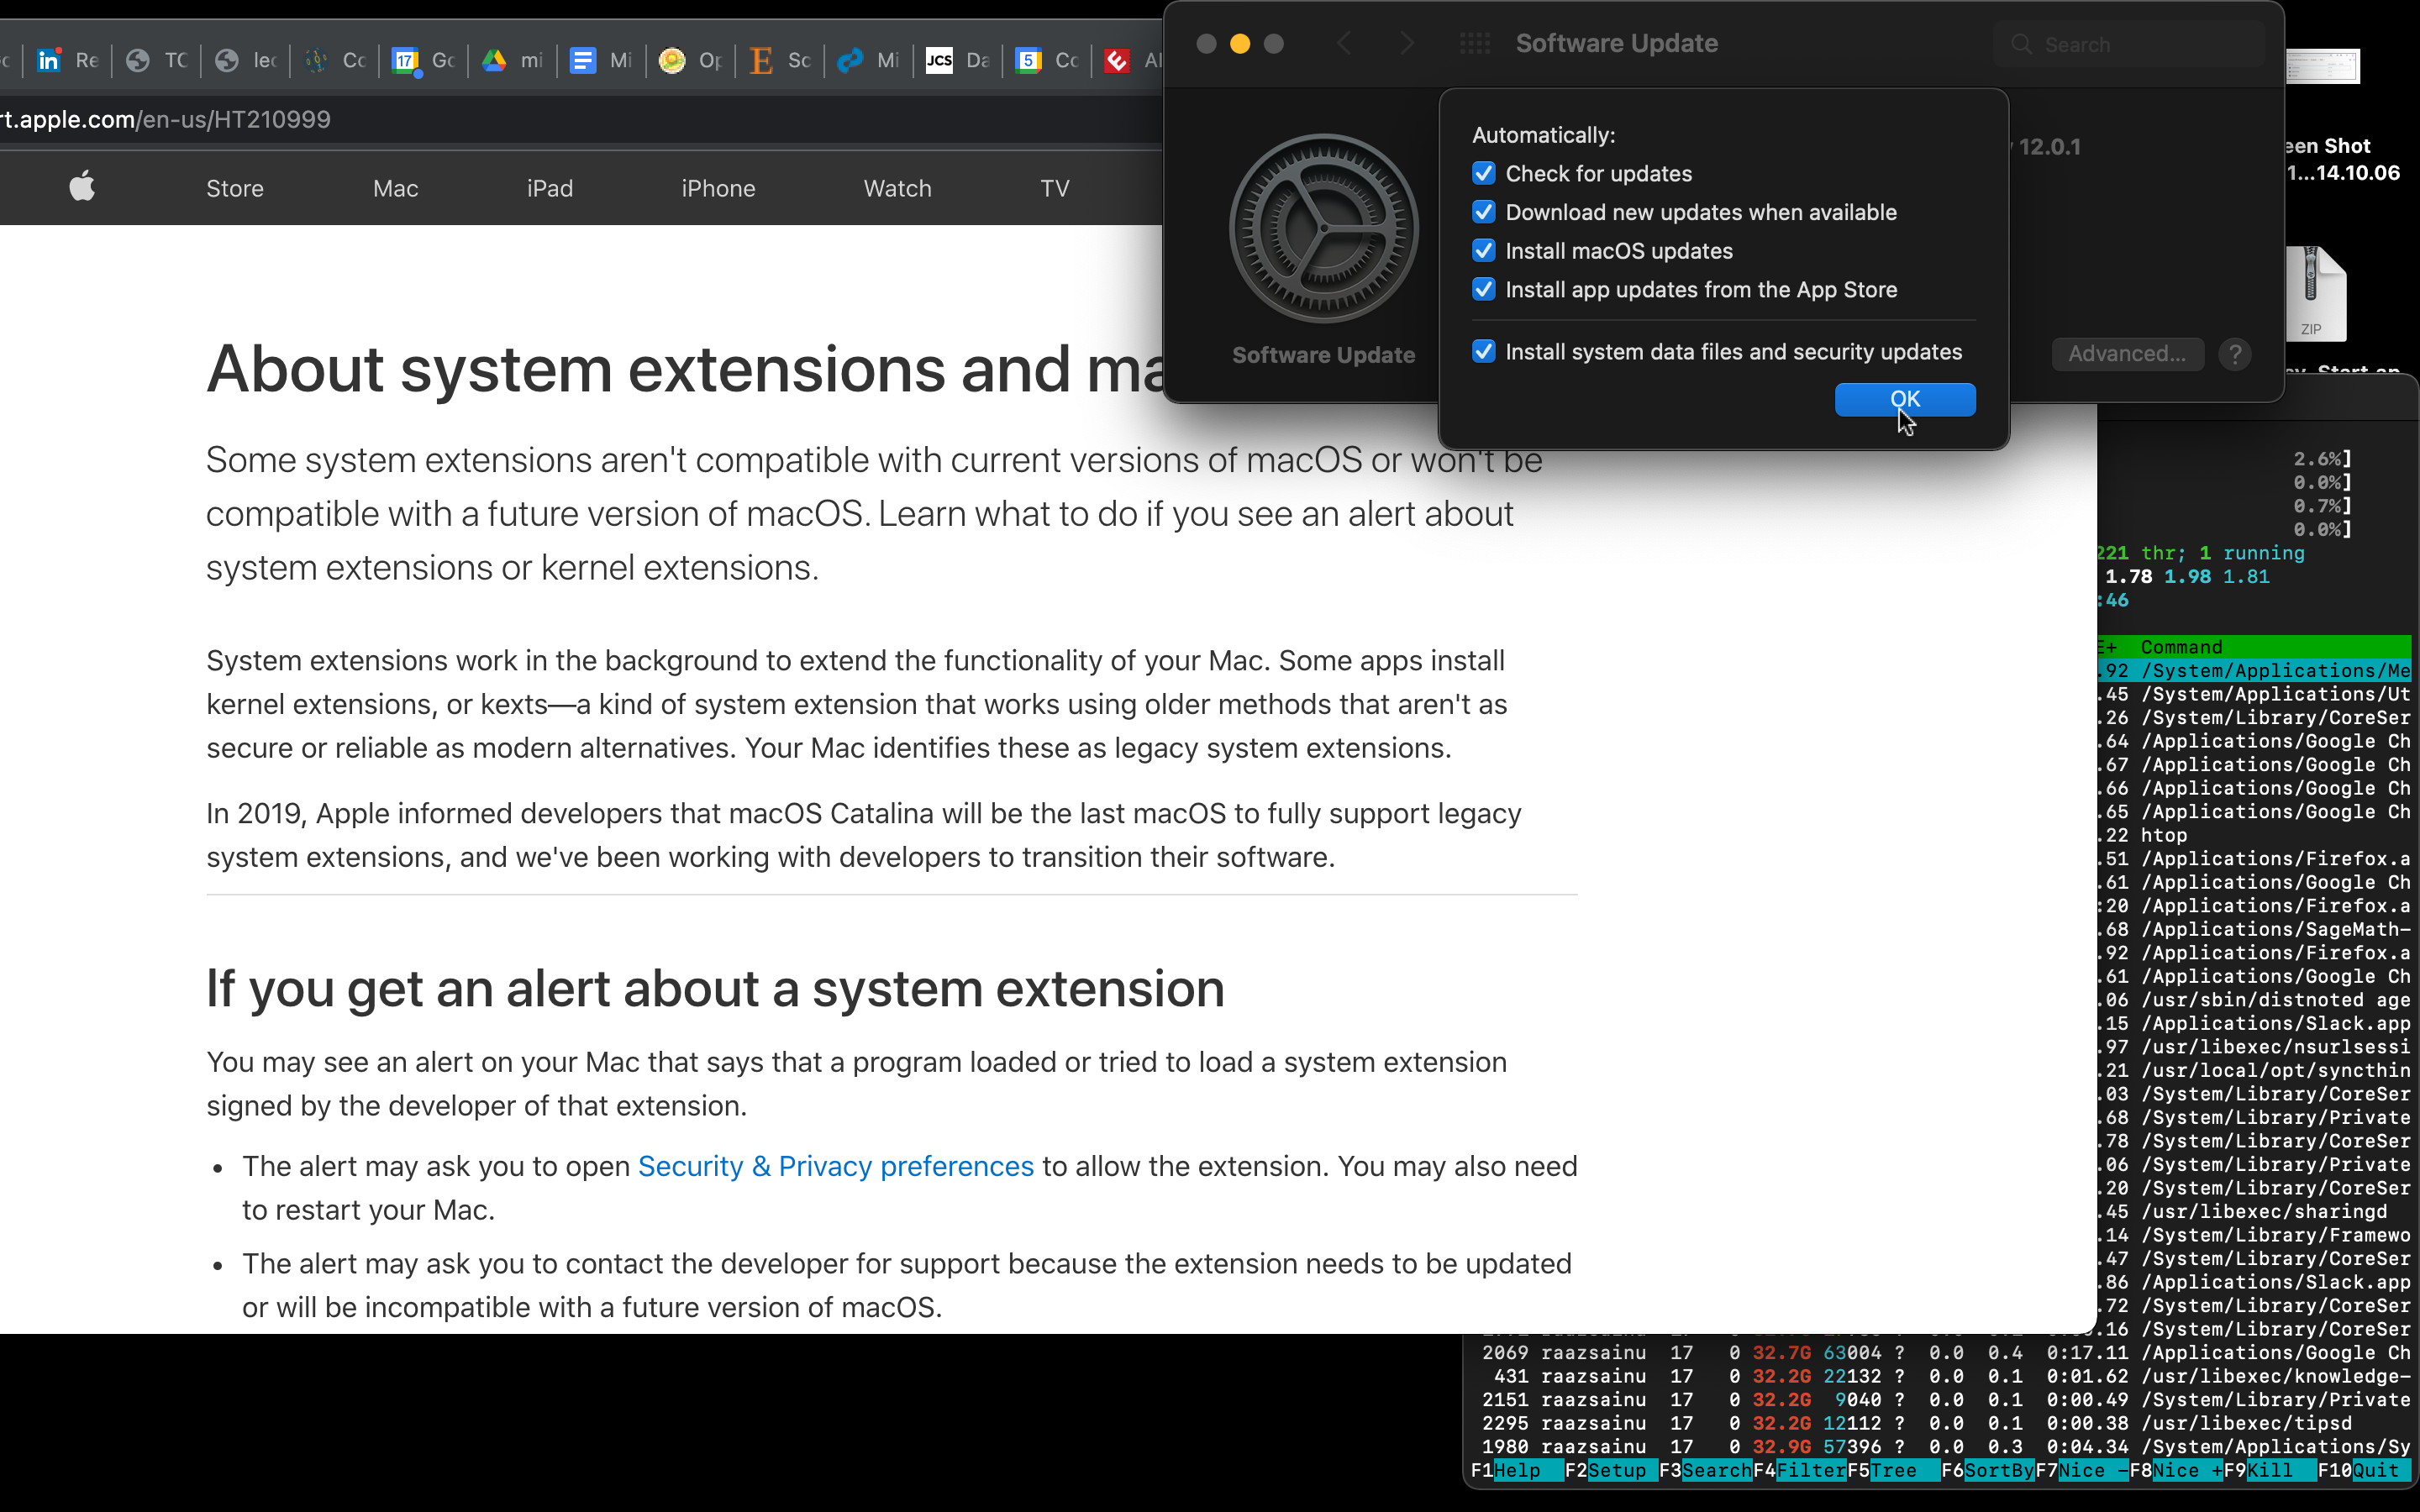 Re
TC
lec
Cc
17
Gc
mi
Mi
Op
E
Sc
Mi
JCS
Da
5
Cc
Al
rt.apple.com/en-us/HT210999
Store
Mac
iPad
iPhone
Watch
TV
About system extensions and ma
Some system extensions aren't compatible with current versions of macOS or won't be
compatible with a future version of macOS. Learn what to do if you see an alert about
system extensions or kernel extensions.
System extensions work in the background to extend the functionality of your Mac. Some apps install
kernel extensions, or kexts—a kind of system extension that works using older methods that aren't as
secure or reliable as modern alternatives. Your Mac identifies these as legacy system extensions.
In 2019, Apple informed developers that macOS Catalina will be the last macOS to fully support legacy
system extensions, and we've been working with developers to transition their software.
If you get an alert about a system extension
You may see an alert on your Mac that says that a program loaded or tried to load a system extension
signed by the developer of that extension.
• The alert may ask you to open Security & Privacy preferences to allow the extension. You may also need
to restart your Mac.
• The alert may ask you to contact the developer for support because the extension needs to be updated
or will be incompatible with a future version of macOS.
Software Update
Search
Software Update
12.0.1
Advanced...
?
Automatically:
Check for updates
Download new updates when available
Install macOS updates
Install app updates from the App Store
Install system data files and security updates
OK
een Shot
1...14.10.06
ZIP
2.6%]
0.0%]
0.7%]
0.0%]
221 thr; 1 running
1.78 1.98 1.81
:46
E+ Command
.92 /System/Applications/Me
.45 /System/Applications/Ut
.26 /System/Library/CoreSer
.64 /Applications/Google Ch
.67 /Applications/Google Ch
.66 /Applications/Google Ch
.65 /Applications/Google Ch
.22 htop
.51 /Applications/Firefox.a
.61 /Applications/Google Ch
:20 /Applications/Firefox.a
.68 /Applications/SageMath-
.92 /Applications/Firefox.a
.61 /Applications/Google Ch
.06 /usr/sbin/distnoted age
.15 /Applications/Slack.app
.97 /usr/libexec/nsurlsessi
.21 /usr/local/opt/syncthin
.03 /System/Library/CoreSer
.68 /System/Library/Private
.78 /System/Library/CoreSer
.06 /System/Library/Private
.20 /System/Library/CoreSer
.45 /usr/libexec/sharingd
.14 /System/Library/Framewo
.47 /System/Library/CoreSer
.86 /Applications/Slack.app
.72 /System/Library/CoreSer
.16 /System/Library/CoreSer
2069 raazsainu 17 0 32.7G 63004 ? 0.0 0.4 0:17.11 /Applications/Google Ch
431 raazsainu 17 0 32.2G 22132 ? 0.0 0.1 0:01.62 /usr/libexec/knowledge-
2151 raazsainu 17 0 32.2G 9040 ? 0.0 0.1 0:00.49 /System/Library/Private
2295 raazsainu 17 0 32.2G 12112 ? 0.0 0.1 0:00.38 /usr/libexec/tipsd
1980 raazsainu 17 0 32.9G 57396 ? 0.0 0.3 0:04.34 /System/Applications/Sy
F1Help F2Setup F3SearchF4FilterF5Tree F6SortByF7Nice -F8Nice +F9Kill F10Quit